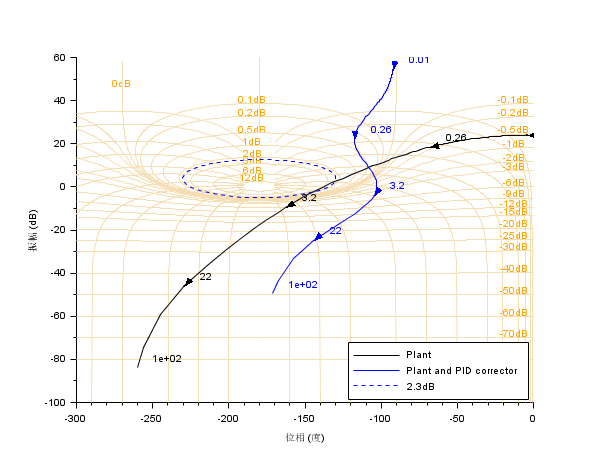 60
40
20
0
-20
-40
-60
-80
-100
-300
-250
-200
-150
-100
-50
0
振幅 (dB)
位相 (度)
0dB
0.1dB
0.2dB
0.5dB
1dB
2dB
6dB
12dB
-0.1dB
-0.2dB
-0.5dB
-1dB
-2dB
-3dB
-6dB
-9dB
-12dB
-15dB
-20dB
-25dB
-30dB
-40dB
-50dB
-60dB
-70dB
0.01
0.26
3.2
22
1e+02
0.26
3.2
22
1e+02
Plant
Plant and PID corrector
2.3dB